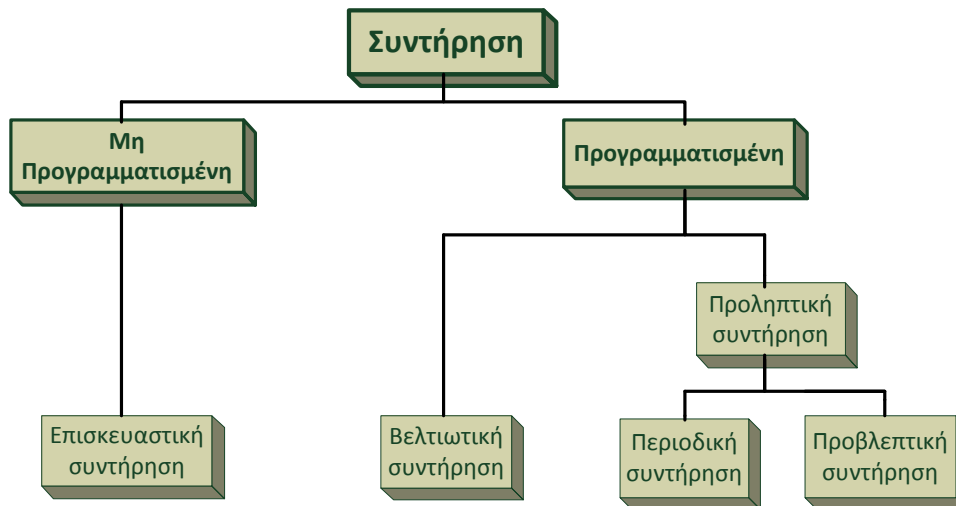 Συντήρηση
Μη
Προγραμματισμένη
Προγραμματισμένη
Προληπτική
συντήρηση
Επισκευαστική
συντήρηση
Βελτιωτική
συντήρηση
Περιοδική
συντήρηση
Προβλεπτική
συντήρηση